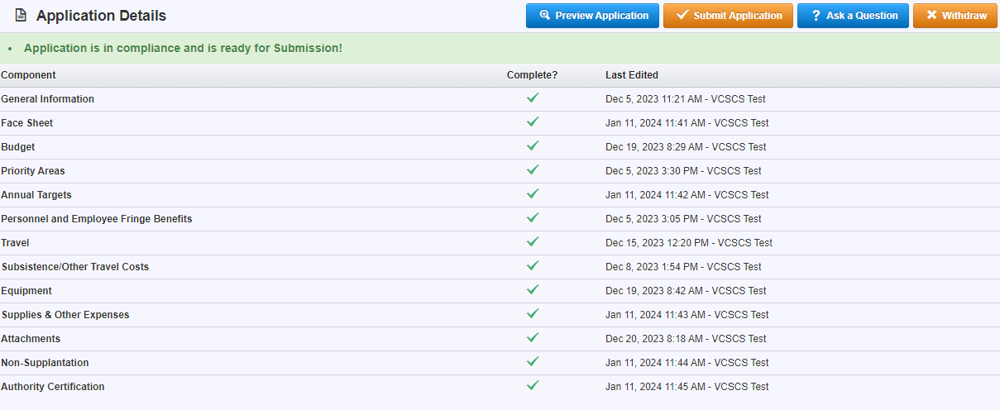 Application Details
Preview Application
Submit Application
? Ask a Question
Withdraw
• Application is in compliance and is ready for Submission!
Component Complete? Last Edited
General Information Dec 5, 2023 11:21 AM - VCSCS Test
Face Sheet Jan 11, 2024 11:41 AM - VCSCS Test
Budget Dec 19, 2023 8:29 AM - VCSCS Test
Priority Areas Dec 5, 2023 3:30 PM - VCSCS Test
Annual Targets Jan 11, 2024 11:42 AM - VCSCS Test
Personnel and Employee Fringe Benefits Dec 5, 2023 3:05 PM - VCSCS Test
Travel Dec 15, 2023 12:20 PM - VCSCS Test
Subsistence/Other Travel Costs Dec 8, 2023 1:54 PM - VCSCS Test
Equipment Dec 19, 2023 8:42 AM - VCSCS Test
Supplies & Other Expenses Jan 11, 2024 11:43 AM - VCSCS Test
Attachments Dec 20, 2023 8:18 AM - VCSCS Test
Non-Supplantation Jan 11, 2024 11:44 AM - VCSCS Test
Authority Certification Jan 11, 2024 11:45 AM - VCSCS Test